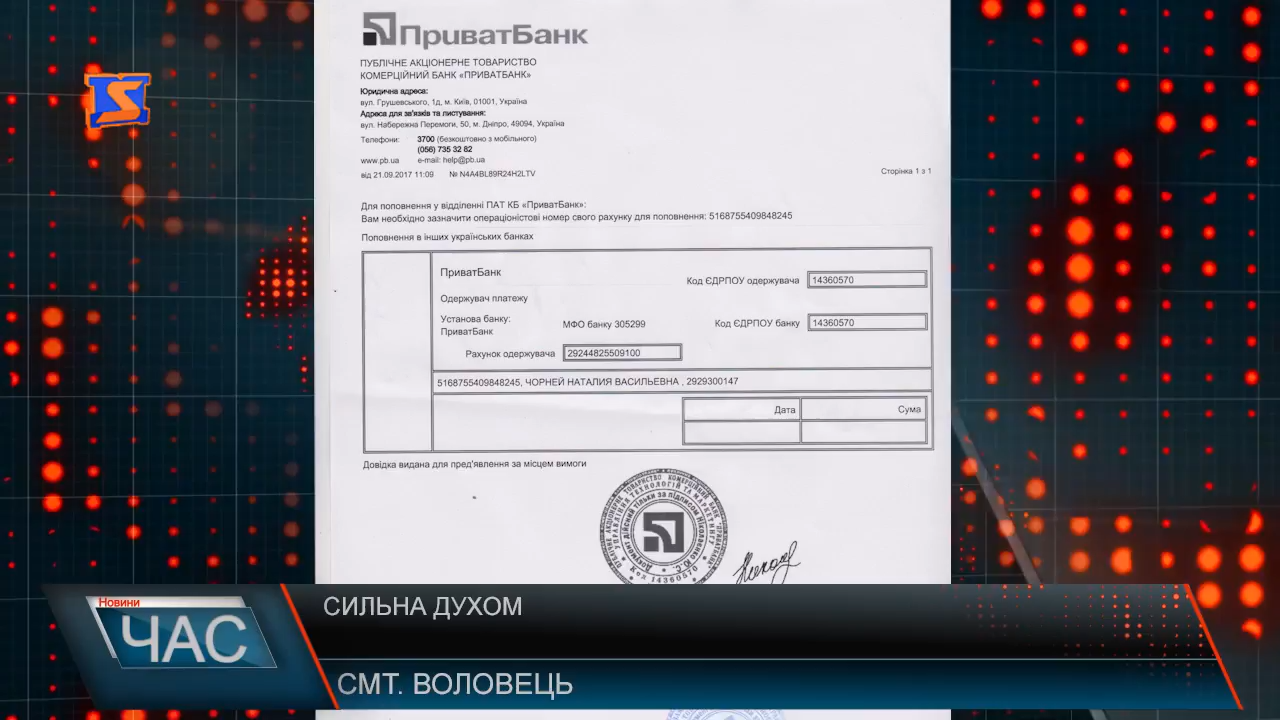 ПриватБанк
ПУБЛІЧНЕ АКЦІОНЕРНЕ ТОВАРИСТВО
КОМЕРЦІЙНИЙ БАНК «ПРИВАТБАНК»
Юридична адреса:
вул. Грушевського, 1д, м. Київ, 01001, Україна
Адреса для зв'язків та листування:
вул. Набережна Перемоги, 50, м. Дніпро, 49094, Україна
Телефони: 3700 (безкоштовно з мобільного)
(056) 735 32 82
www.pb.ua e-mail: help@pb.ua
від 21.09.2017 11:09 № N4A4BL89R24H2LTV
Сторінка 1 з 1
Для поповнення у відділенні ПАТ КБ «ПриватБанк»:
Вам необхідно зазначити операціоністові номер свого рахунку для поповнення: 5168755409848245
Поповнення в інших українських банках
ПриватБанк
Код ЄДРПОУ одержувача 14360570
Одержувач платежу
Установа банку:
ПриватБанк
МФО банку 305299
Код ЄДРПОУ банку 14360570
Рахунок одержувача 29244825509100
5168755409848245, ЧОРНЕЙ НАТАЛИЯ ВАСИЛЬЕВНА , 2929300147
Дата Сума
Довідка видана для пред'явлення за місцем вимоги
Новини
ЧАС
СИЛЬНА ДУХОМ
СМТ. ВОЛОВЕЦЬ